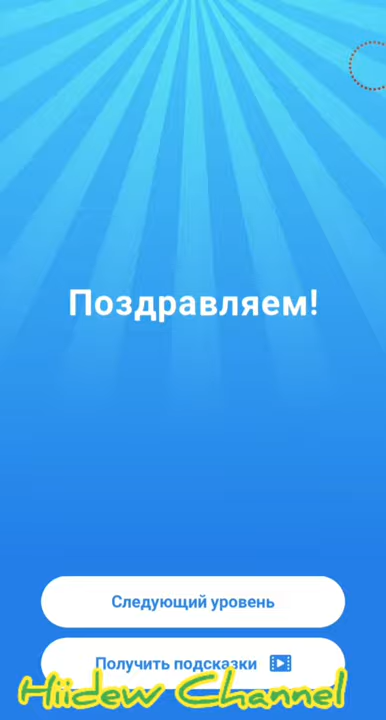 Поздравляем!
Следующий уровень
Получить подсказки
Hiidew Channel